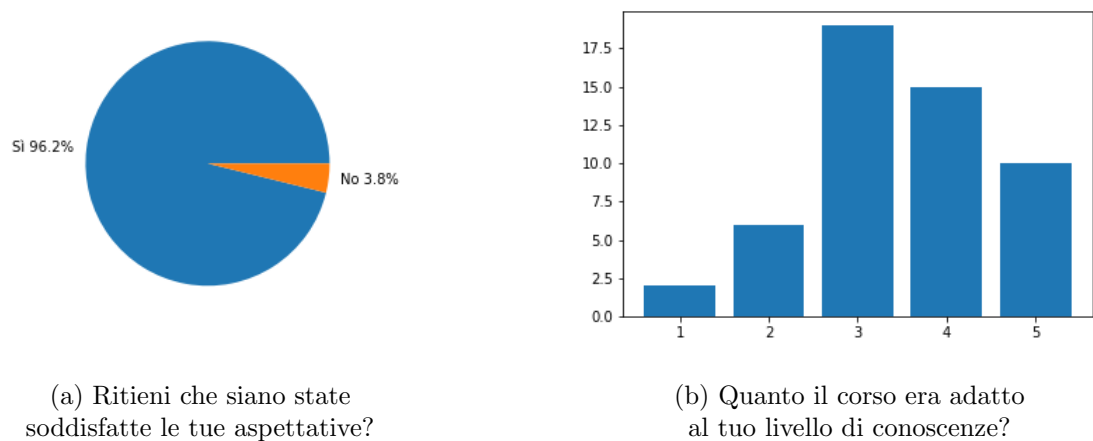 Sì 96.2%
No 3.8%
17.5
15.0
12.5
10.0
7.5
5.0
2.5
0.0
1 2 3 4 5
(a) Ritieni che siano state
soddisfatte le tue aspettative?
(b) Quanto il corso era adatto
al tuo livello di conoscenze?